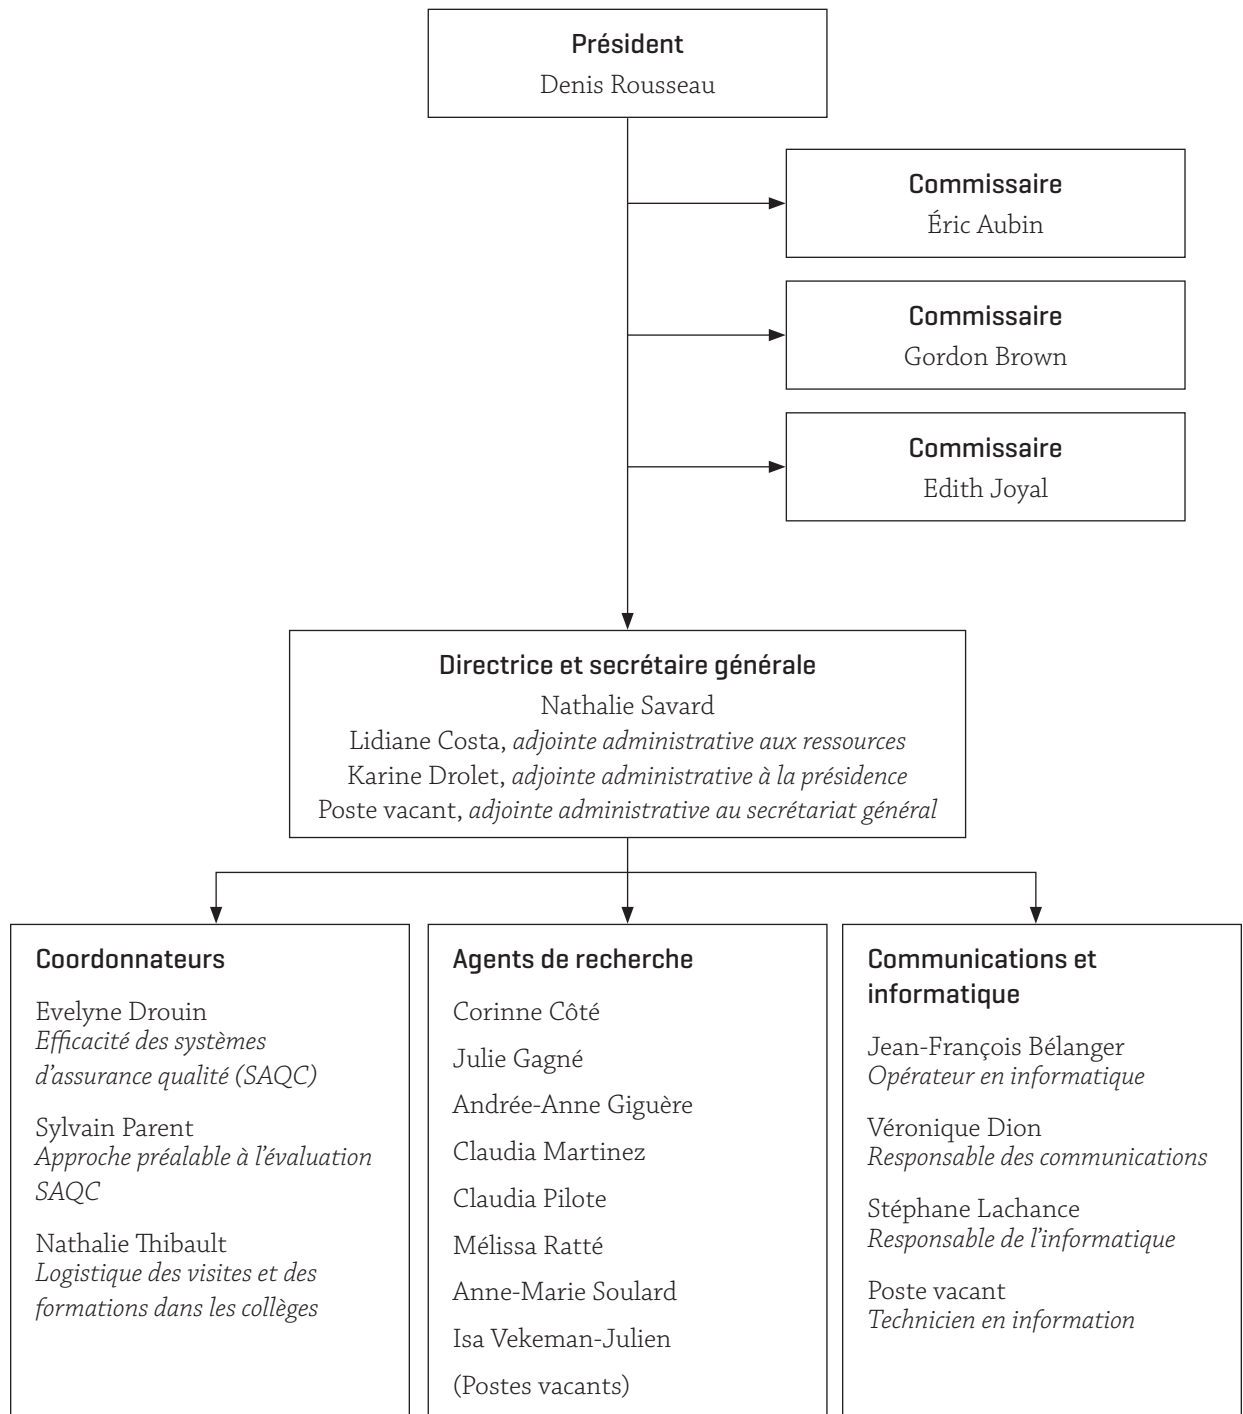 Président
Denis Rousseau
Commissaire
Éric Aubin
Commissaire
Gordon Brown
Commissaire
Edith Joyal
Directrice et secrétaire générale
Nathalie Savard
Lidiane Costa, adjointe administrative aux ressources
Karine Drolet, adjointe administrative à la présidence
Poste vacant, adjointe administrative au secrétariat général
Coordonnateurs
Evelyne Drouin
Efficacité des systèmes
d'assurance qualité (SAQC)
Sylvain Parent
Approche préalable à l'évaluation
SAQC
Nathalie Thibault
Logistique des visites et des
formations dans les collèges
Agents de recherche
Corinne Côté
Julie Gagné
Andrée-Anne Giguère
Claudia Martinez
Claudia Pilote
Mélissa Ratté
Anne-Marie Soulard
Isa Vekeman-Julien
(Postes vacants)
Communications et
informatique
Jean-François Bélanger
Opérateur en informatique
Véronique Dion
Responsable des communications
Stéphane Lachance
Responsable de l'informatique
Poste vacant
Technicien en information